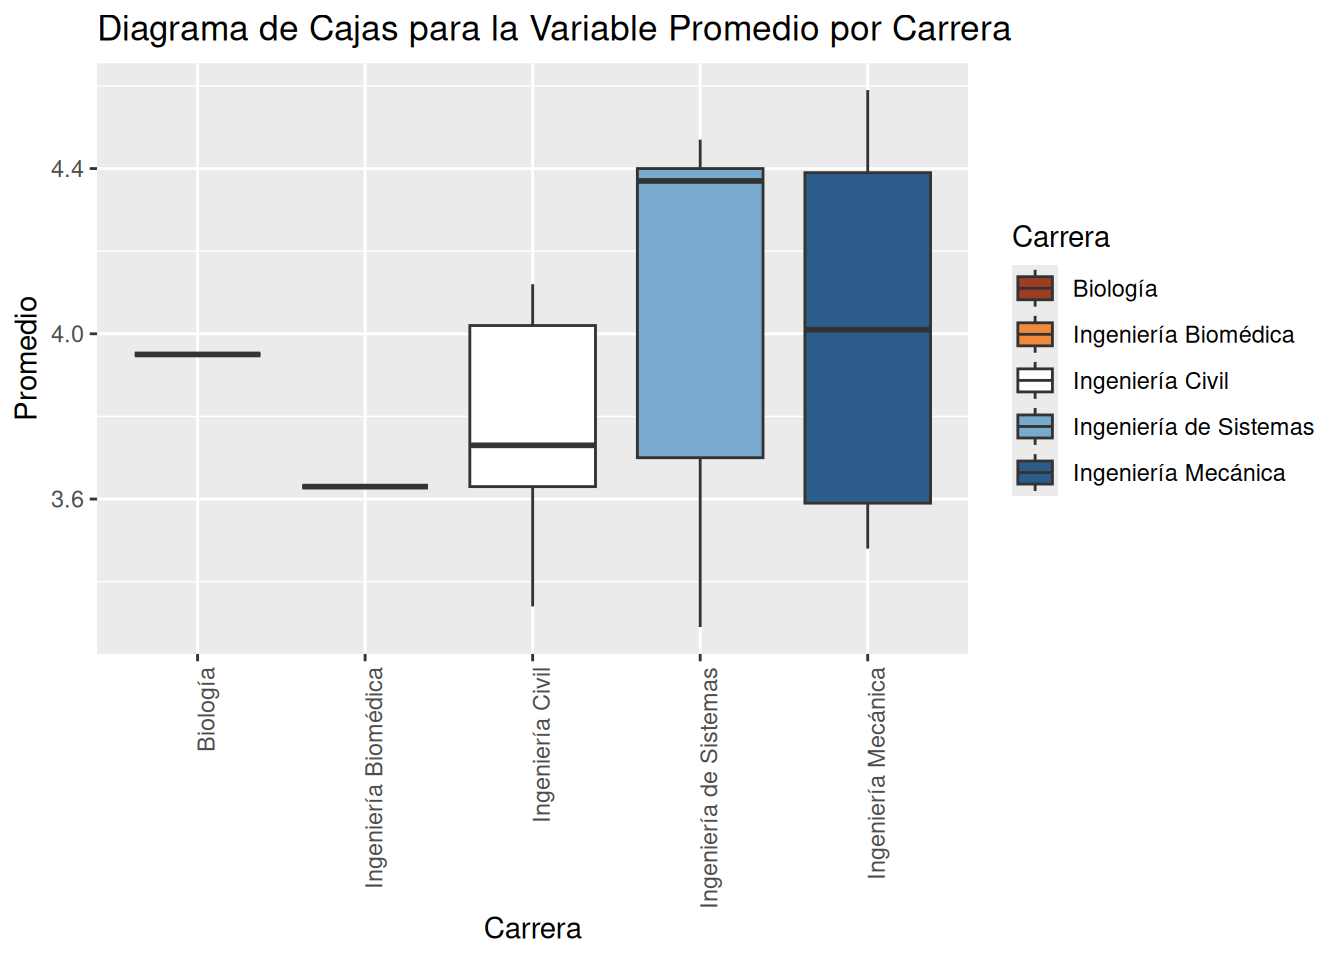 Diagrama de Cajas para la Variable Promedio por Carrera
Promedio
4.4
4.0
3.6
Biología
Ingeniería Biomédica
Ingeniería Civil
Ingeniería de Sistemas
Ingeniería Mecánica
Carrera
Carrera
Biología
Ingeniería Biomédica
Ingeniería Civil
Ingeniería de Sistemas
Ingeniería Mecánica